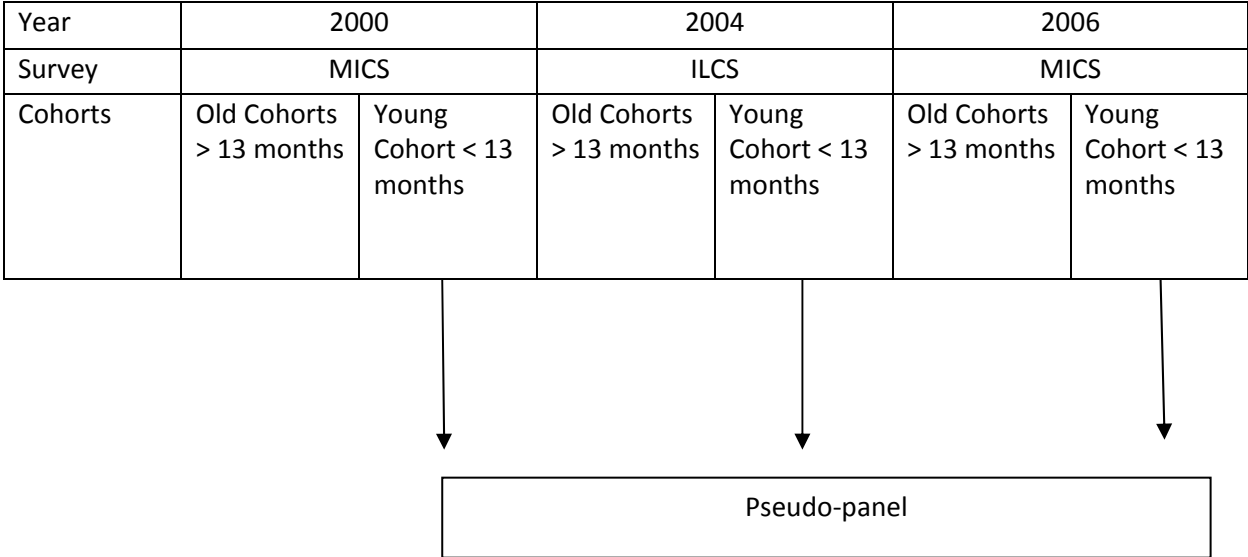 Year 2000 2004 2006
Survey MICS ILCS MICS
Cohorts Old Cohorts Young Old Cohorts Young Old Cohorts Young
> 13 months Cohort < 13 > 13 months Cohort < 13 > 13 months Cohort < 13
months months months
Pseudo-panel